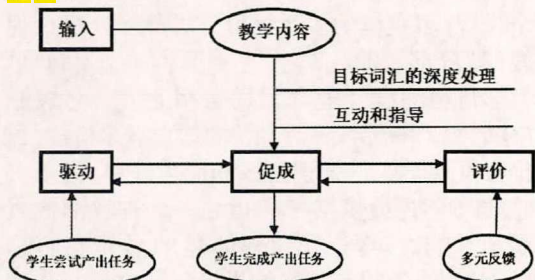 输入
教学内容
目标词汇的深度处理
互动和指导
驱动
促成
评价
学生尝试产出任务
学生完成产出任务
多元反馈